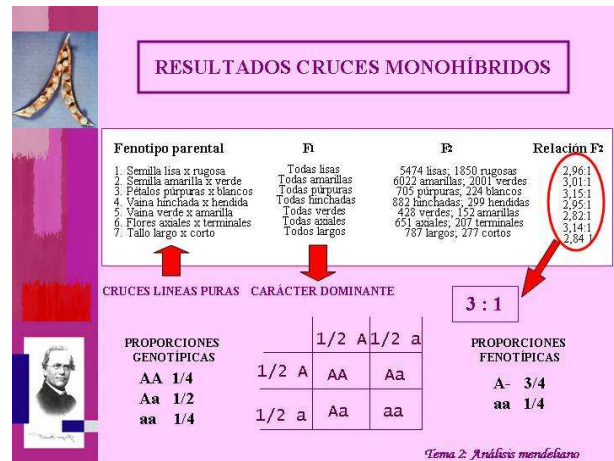 RESULTADOS CRUCES MONOHÍBRIDOS
Fenotipo parental F1 F2 Relación F2
1. Semilla lisa x rugosa Todas lisas 5474 lisas; 1850 rugosas 2,96:1
2. Semilla amarilla x verde Todas amarillas 6022 amarillas; 2001 verdes 3,01:1
3. Pétalos púrpuras x blancos Todas púrpuras 705 púrpuras; 224 blancos 3,15:1
4. Vaina hinchada x hendida Todas hinchadas 882 hinchadas; 299 hendidas 2,95:1
5. Vaina verde x amarilla Todas verdes 428 verdes; 152 amarillas 2,82:1
6. Flores axiales x terminales Todas axiales 651 axiales; 207 terminales 3,14:1
7. Tallo largo x corto Todos largos 787 largos; 277 cortos 2,84 1
CRUCES LINEAS PURAS CARÁCTER DOMINANTE
3 : 1
PROPORCIONES
GENOTÍPICAS
AA 1/4
Aa 1/2
aa 1/4
1/2 A 1/2 a
1/2 A AA Aa
1/2 a Aa aa
PROPORCIONES
FENOTÍPICAS
A- 3/4
aa 1/4
Tema 2: Análisis mendeliano